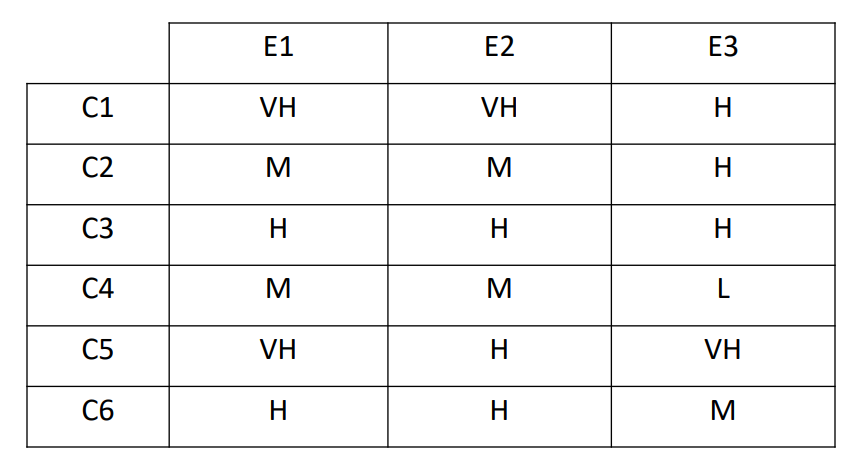 E1 E2 E3
C1 VH VH H
C2 M M H
C3 H H H
C4 M M L
C5 VH H VH
C6 H H M